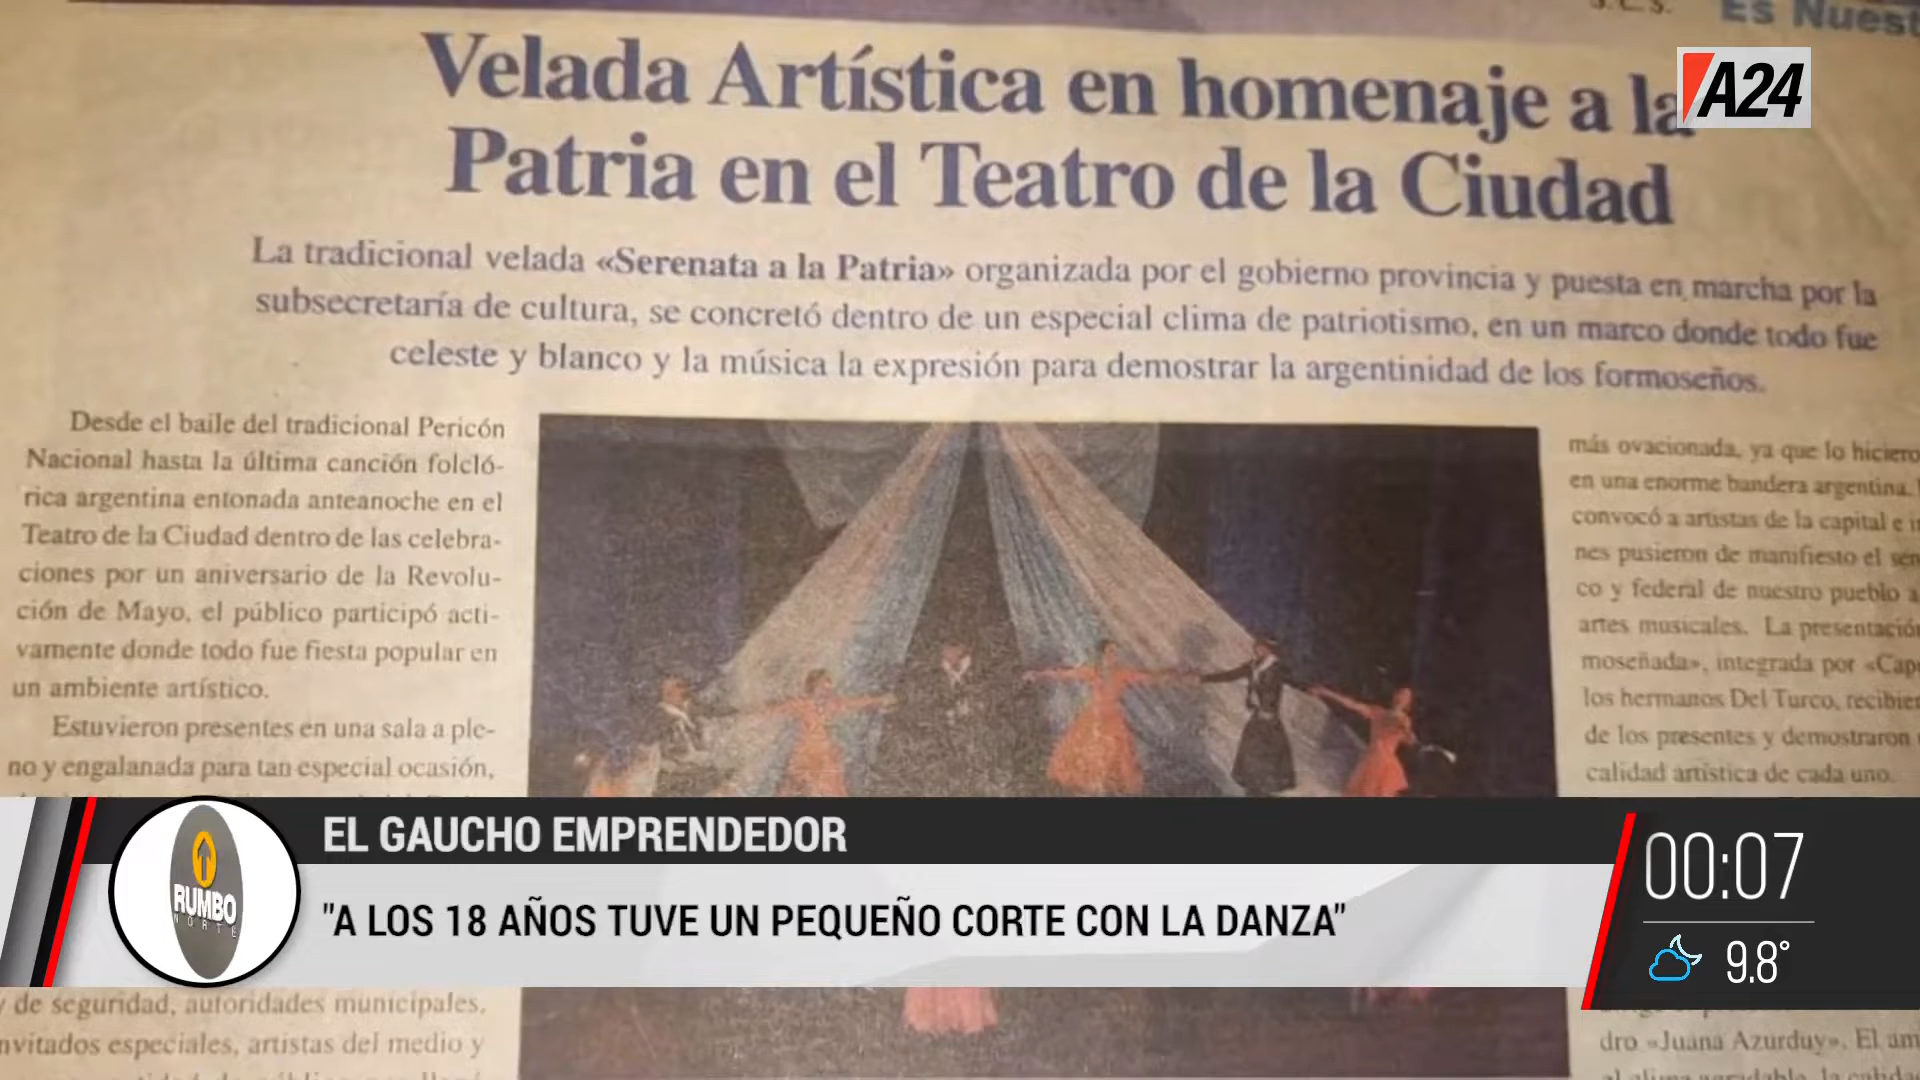 Es Nuest
A24
Velada Artística en homenaje a la
Patria en el Teatro de la Ciudad
La tradicional velada «Serenata a la Patria» organizada por el gobierno provincia y puesta en marcha por la
subsecretaría de cultura, se concretó dentro de un especial clima de patriotismo, en un marco donde todo fue
celeste y blanco y la música la expresión para demostrar la argentinidad de los formoseños.
Desde el baile del tradicional Pericón
Nacional hasta la última canción folcló-
rica argentina entonada anteanoche en el
Teatro de la Ciudad dentro de las celebra-
ciones por un aniversario de la Revolu-
ción de Mayo, el público participó acti-
vamente donde todo fue fiesta popular en
un ambiente artístico.
Estuvieron presentes en una sala a ple-
no y engalanada para tan especial ocasión,
y de seguridad, autoridades municipales,
nvitados especiales, artistas del medio y
más ovacionada, ya que lo hiciero
en una enorme bandera argentina.
convocó a artistas de la capital e i
nes pusieron de manifiesto el sen
co y federal de nuestro pueblo a
artes musicales. La presentación
moseñada», integrada por «Cap
los hermanos Del Turco, recibier
de los presentes y demostraron
calidad artística de cada uno.
dro «Juana Azurduy». El am
RUMBO
NORTE
EL GAUCHO EMPRENDEDOR
"A LOS 18 AÑOS TUVE UN PEQUEÑO CORTE CON LA DANZA"
00:07
9.8°